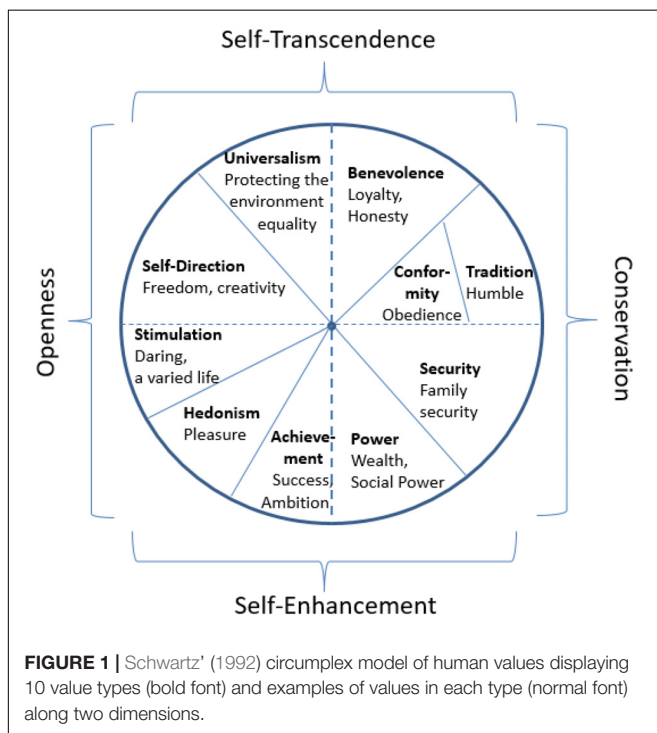 Self-Transcendence
Openness
Conservation
Universalism
Protecting the
environment
equality
Benevolence
Loyalty,
Honesty
Self-Direction
Freedom, creativity
Confor-
mity
Obedience
Tradition
Humble
Stimulation
Daring,
a varied life
Security
Family
security
Hedonism
Pleasure
Achieve-
ment
Success,
Ambition
Power
Wealth,
Social Power
Self-Enhancement
FIGURE 1 | Schwartz' (1992) circumplex model of human values displaying
10 value types (bold font) and examples of values in each type (normal font)
along two dimensions.